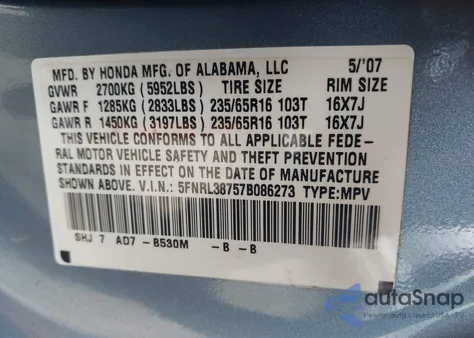 MFD. BY HONDA MFG. OF ALABAMA, LLC 5/'07
GVWR 2700KG (5952LBS) TIRE SIZE RIM SIZE
GAWR F 1285KG (2833LBS) 235/65R16 103T 16X7J
GAWR R 1450KG (3197LBS) 235/65R16 103T 16X7J
THIS VEHICLE CONFORMS TO ALL APPLICABLE FEDE-
RAL MOTOR VEHICLE SAFETY AND THEFT PREVENTION
STANDARDS IN EFFECT ON THE DATE OF MANUFACTURE
SHOWN ABOVE. V.I.N.: 5FNRL38757B086273 TYPE:MPV
SHJ 7 AD7 -B530M -B -B
autoSnap